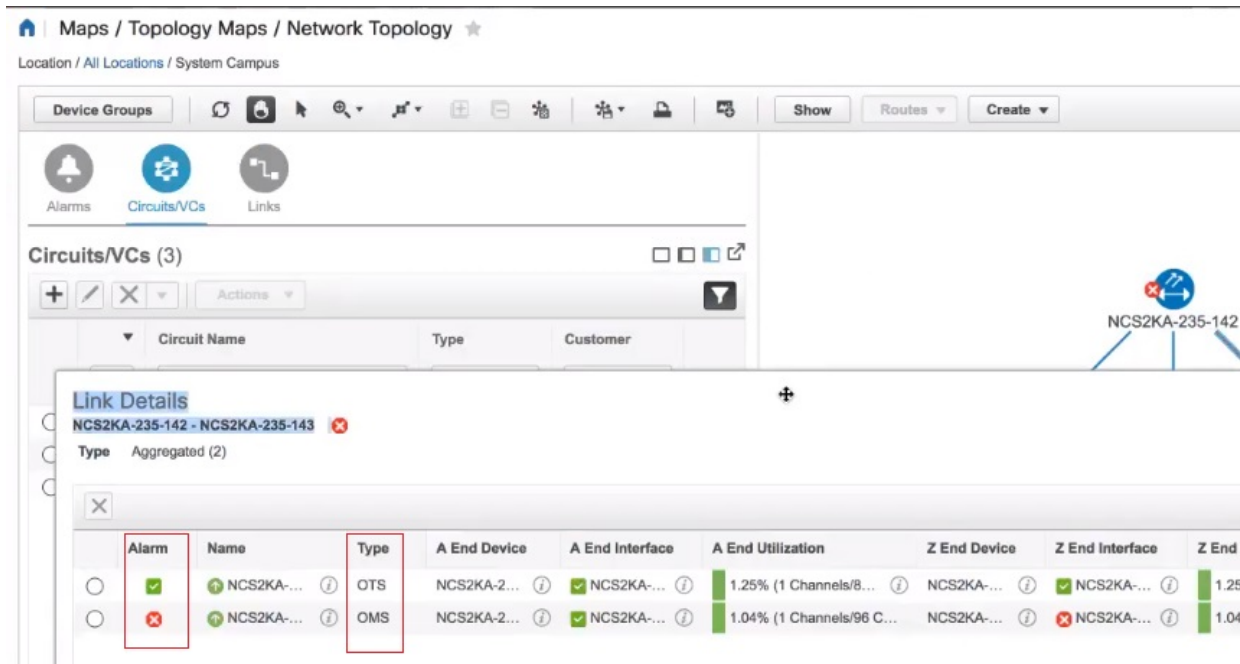 Maps / Topology Maps / Network Topology
Location / All Locations / System Campus
Device Groups Show Routes Create
Alarms Circuits/VCs Links
Circuits/VCs (3)
Actions
Circuit Name Type Customer
NCS2KA-235-142
Link Details
NCS2KA-235-142 - NCS2KA-235-143
Type Aggregated (2)
Alarm Name Type A End Device A End Interface A End Utilization Z End Device Z End Interface Z End
NCS2KA-... OTS NCS2KA-2... NCS2KA-... 1.25% (1 Channels/8... NCS2KA-... NCS2KA-... 1.25
NCS2KA-... OMS NCS2KA-2... NCS2KA-... 1.04% (1 Channels/96 C... NCS2KA-... NCS2KA-... 1.04